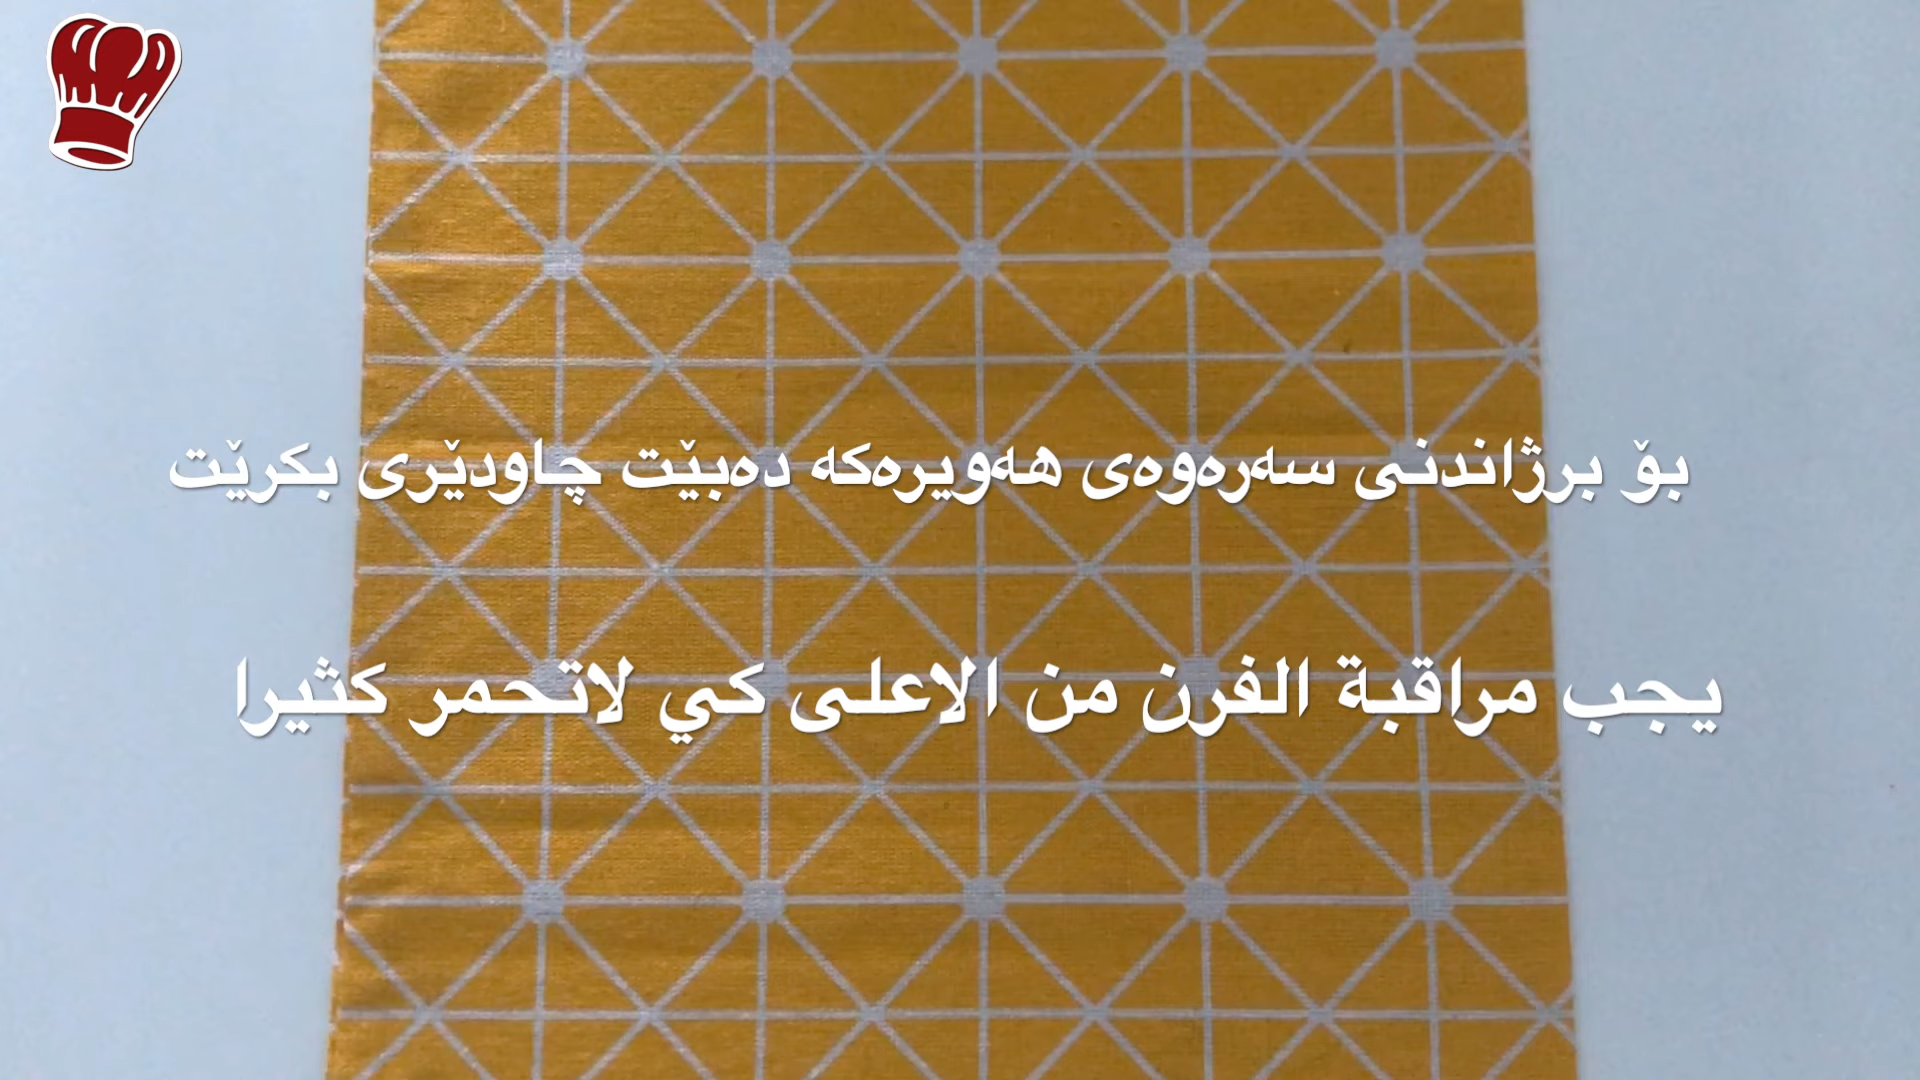 بۆ برژاندنی سەرەوەی هەویرەکە دەبێت چاودێری بکرێت
يجب مراقبة الفرن من الاعلى كي لاتحمر كثيرا